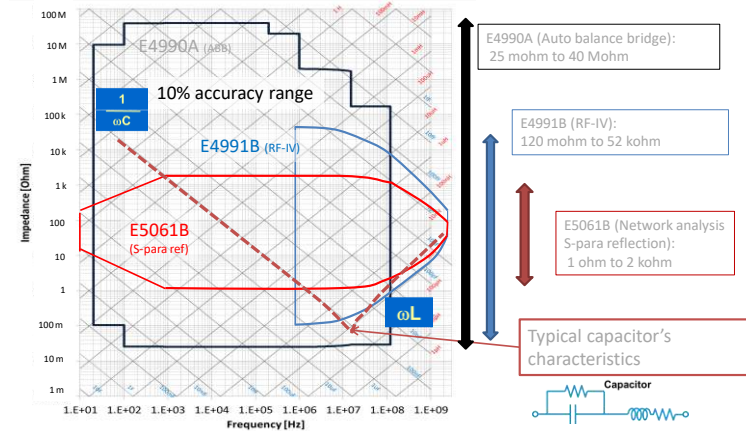 100 M
10 M
1 M
100 k
10 k
1 k
100
10
1
100 m
10 m
1 m
Impedance [Ohm]
1.E+01 1.E+02 1.E+03 1.E+04 1.E+05 1.E+06 1.E+07 1.E+08 1.E+09
Frequency [Hz]
E4990A (ABB)
10% accuracy range
1
ωC
E4991B (RF-IV)
E5061B
(S-para ref)
ωL
E4990A (Auto balance bridge):
25 mohm to 40 Mohm
E4991B (RF-IV):
120 mohm to 52 kohm
E5061B (Network analysis
S-para reflection):
1 ohm to 2 kohm
Typical capacitor's
characteristics
Capacitor